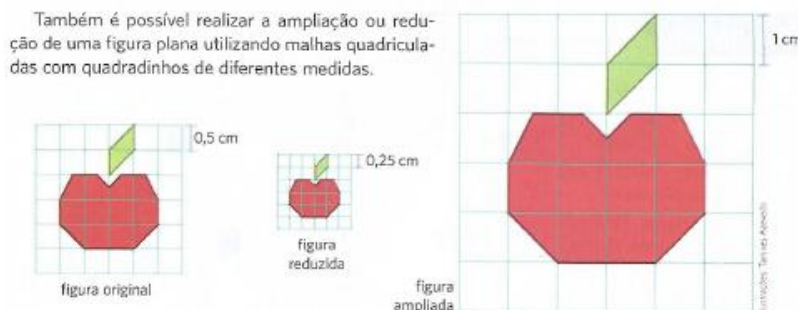 Também é possível realizar a ampliação ou redu-
ção de uma figura plana utilizando malhas quadricula-
das com quadradinhos de diferentes medidas.
1 cm
0,5 cm
0,25 cm
figura
reduzida
figura original
figura
ampliada